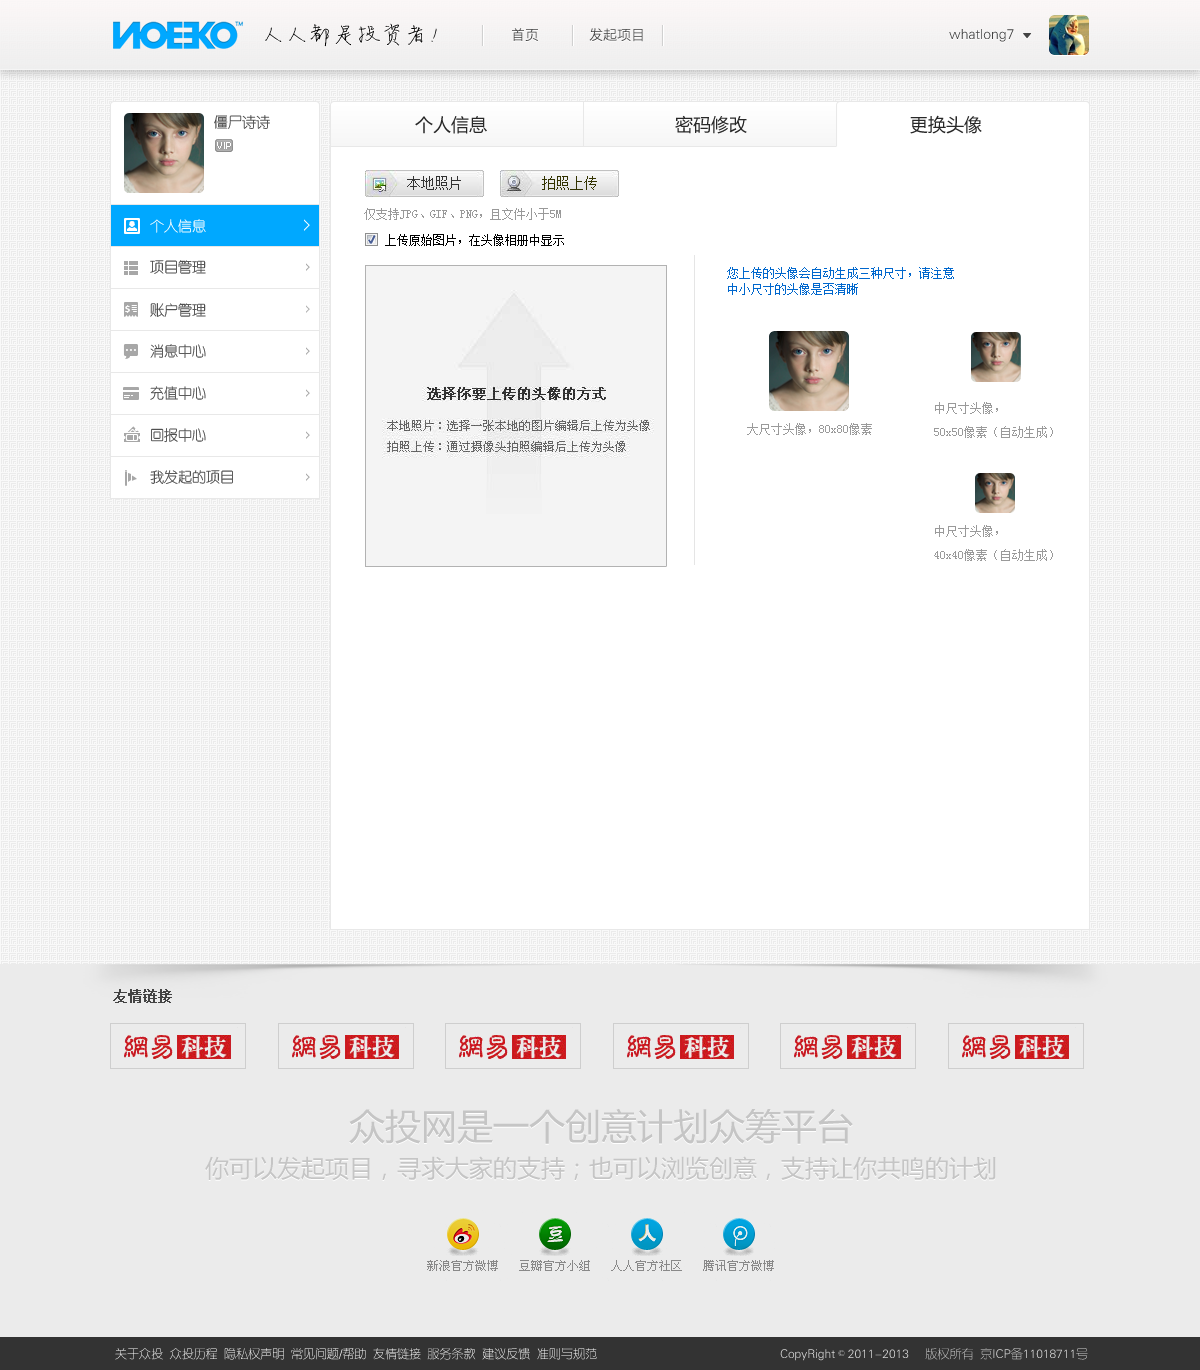 ИOEKO™ 人人都是投資者！ 首页 发起项目 whatlong7
僵尸诗诗
VIP
个人信息
项目管理
账户管理
消息中心
充值中心
回报中心
我发起的项目
个人信息 密码修改 更换头像
本地照片 拍照上传
仅支持JPG、GIF、PNG，且文件小于5M
上传原始图片，在头像相册中显示
选择你要上传的头像的方式
本地照片：选择一张本地的图片编辑后上传为头像
拍照上传：通过摄像头拍照编辑后上传为头像
您上传的头像会自动生成三种尺寸，请注意
中小尺寸的头像是否清晰
大尺寸头像，80x80像素
中尺寸头像，
50x50像素（自动生成）
中尺寸头像，
40x40像素（自动生成）
友情链接
網易科技 網易科技 網易科技 網易科技 網易科技 網易科技
众投网是一个创意计划众筹平台
你可以发起项目，寻求大家的支持；也可以浏览创意，支持让你共鸣的计划
豆 人
新浪官方微博 豆瓣官方小组 人人官方社区 腾讯官方微博
关于众投 众投历程 隐私权声明 常见问题/帮助 友情链接 服务条款 建议反馈 准则与规范 CopyRight © 2011-2013 版权所有 京ICP备11018711号